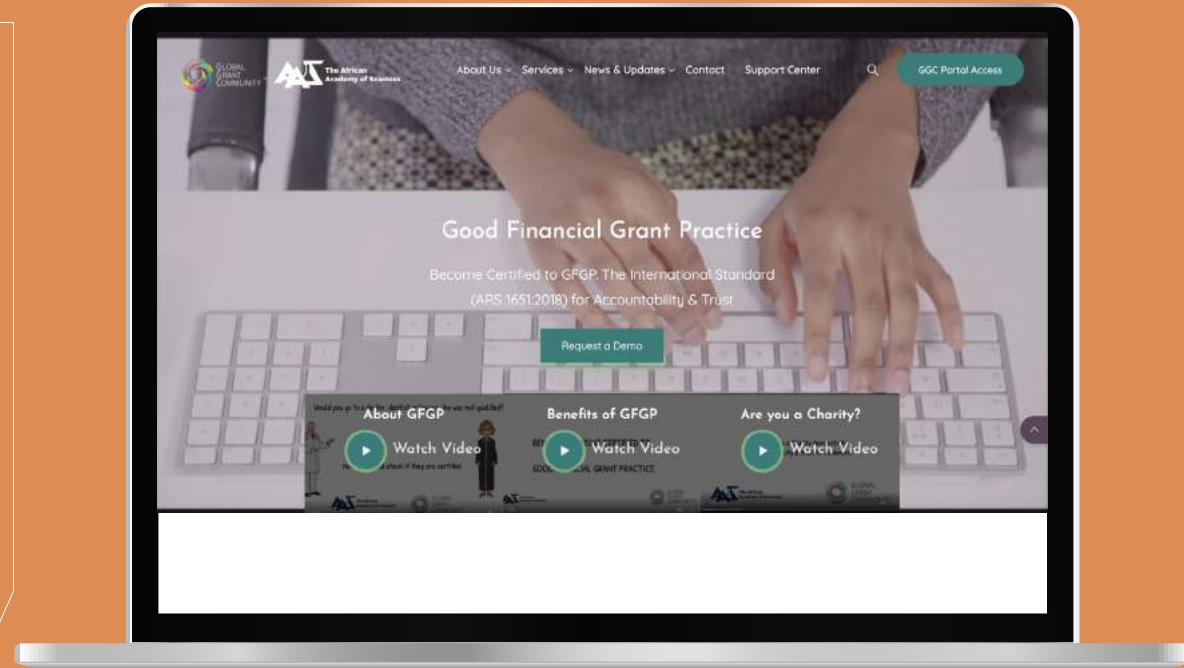 GLOBAL
GRANT
COMMUNITY
The African
Academy of Sciences
About Us
Services
News & Updates
Contact
Support Center
GGC Portal Access
Good Financial Grant Practice
Become Certified to GFGP. The International Standard
(ARS 1651:2018) for Accountability & Trust
Request a Demo
About GFGP
Watch Video
Benefits of GFGP
Watch Video
GOOD FINANCIAL GRANT PRACTICE
Are you a Charity?
Watch Video